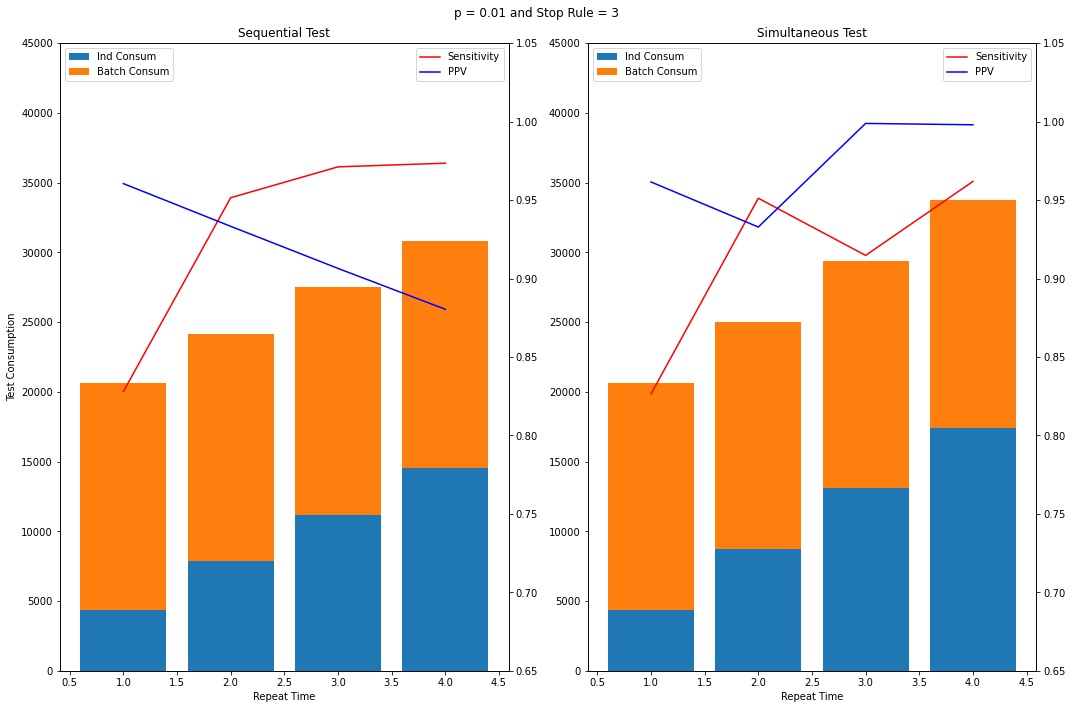 p = 0.01 and Stop Rule = 3
Sequential Test
Ind Consum
Batch Consum
Sensitivity
PPV
45000
40000
35000
30000
25000
20000
15000
10000
5000
0
Test Consumption
1.05
1.00
0.95
0.90
0.85
0.80
0.75
0.70
0.65
0.5 1.0 1.5 2.0 2.5 3.0 3.5 4.0 4.5
Repeat Time
Simultaneous Test
Ind Consum
Batch Consum
Sensitivity
PPV
45000
40000
35000
30000
25000
20000
15000
10000
5000
0
1.05
1.00
0.95
0.90
0.85
0.80
0.75
0.70
0.65
0.5 1.0 1.5 2.0 2.5 3.0 3.5 4.0 4.5
Repeat Time